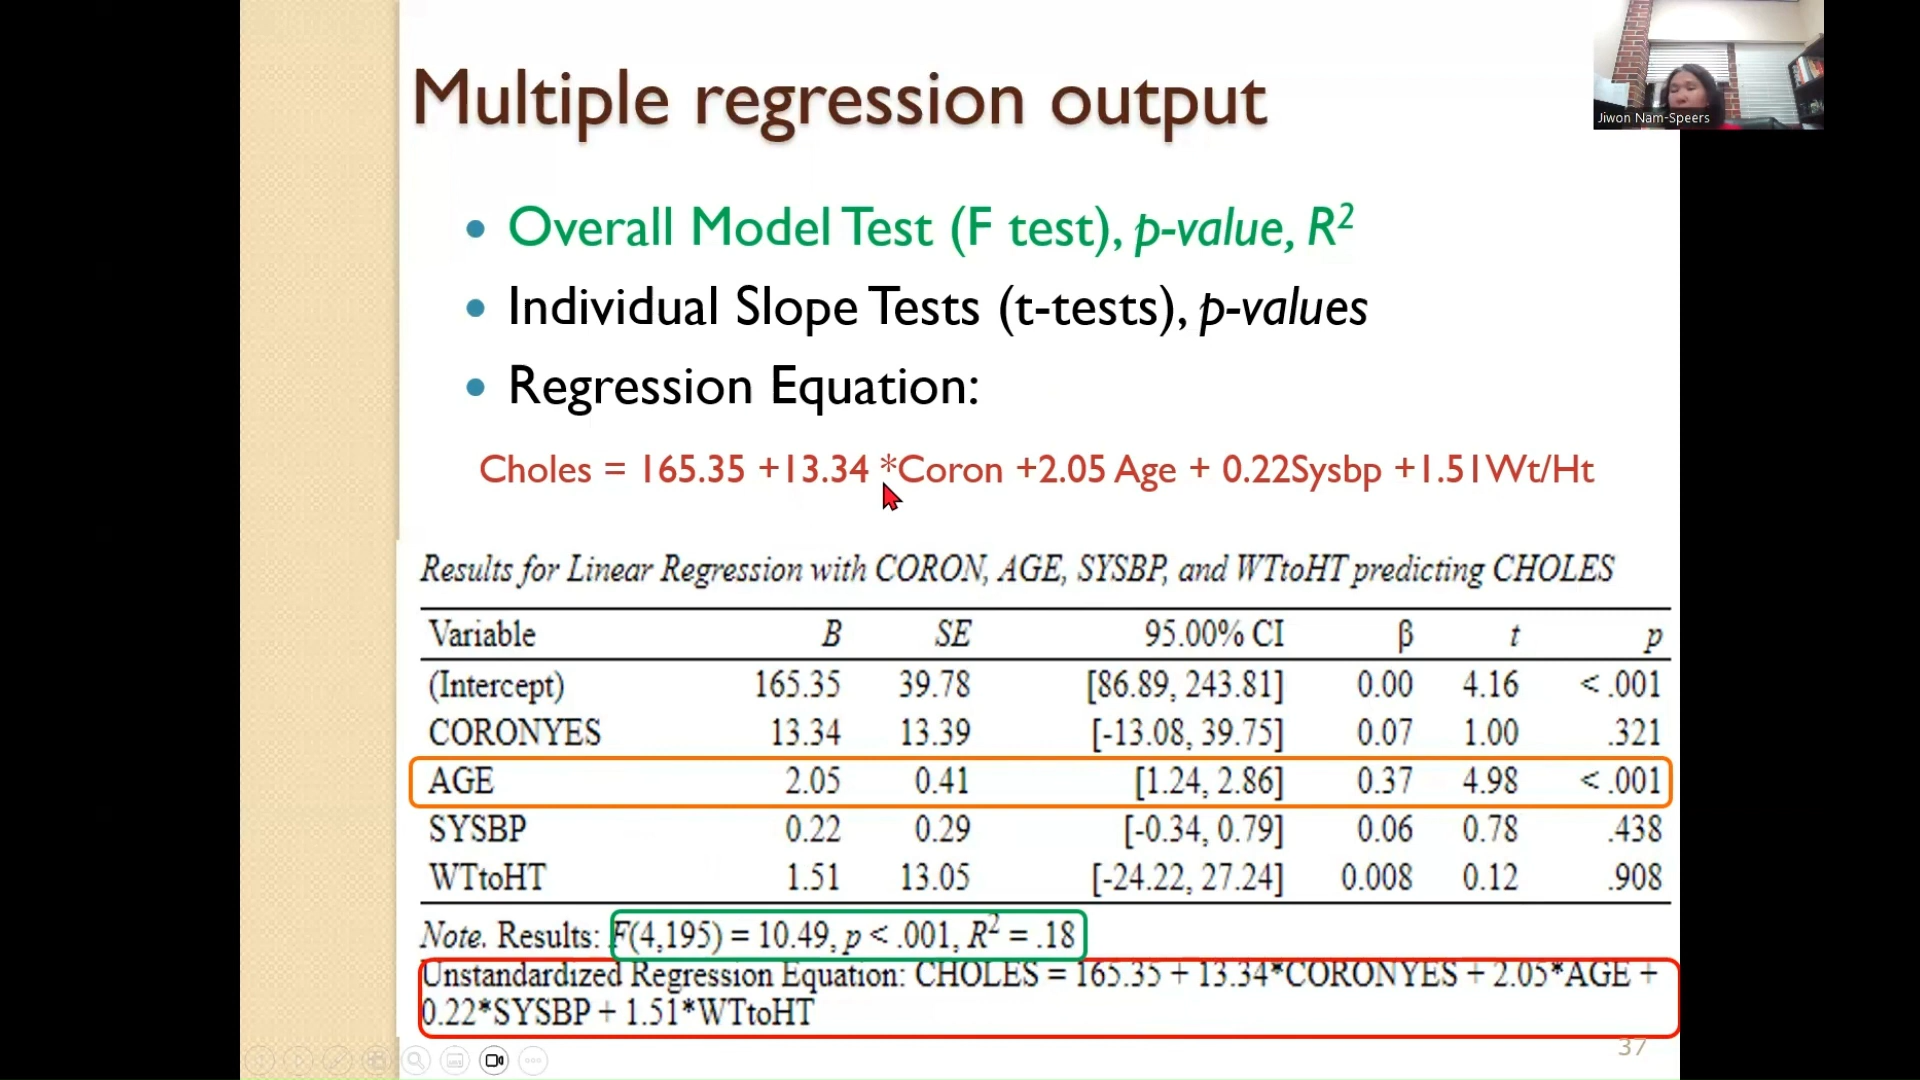 Multiple regression output
Jiwon Nam-Speers
• Overall Model Test (F test), p-value, R²
• Individual Slope Tests (t-tests), p-values
• Regression Equation:
Choles = 165.35 +13.34 *Coron +2.05 Age + 0.22Sysbp +1.51Wt/Ht
Results for Linear Regression with CORON, AGE, SYSBP, and WTtoHT predicting CHOLES
Variable B SE 95.00% CI β t p
(Intercept) 165.35 39.78 [86.89, 243.81] 0.00 4.16 < .001
CORONYES 13.34 13.39 [-13.08, 39.75] 0.07 1.00 .321
AGE 2.05 0.41 [1.24, 2.86] 0.37 4.98 < .001
SYSBP 0.22 0.29 [-0.34, 0.79] 0.06 0.78 .438
WTtoHT 1.51 13.05 [-24.22, 27.24] 0.008 0.12 .908
Note. Results: F(4,195) = 10.49, p < .001, R² = .18
Unstandardized Regression Equation: CHOLES = 165.35 + 13.34*CORONYES + 2.05*AGE +
0.22*SYSBP + 1.51*WTtoHT
37